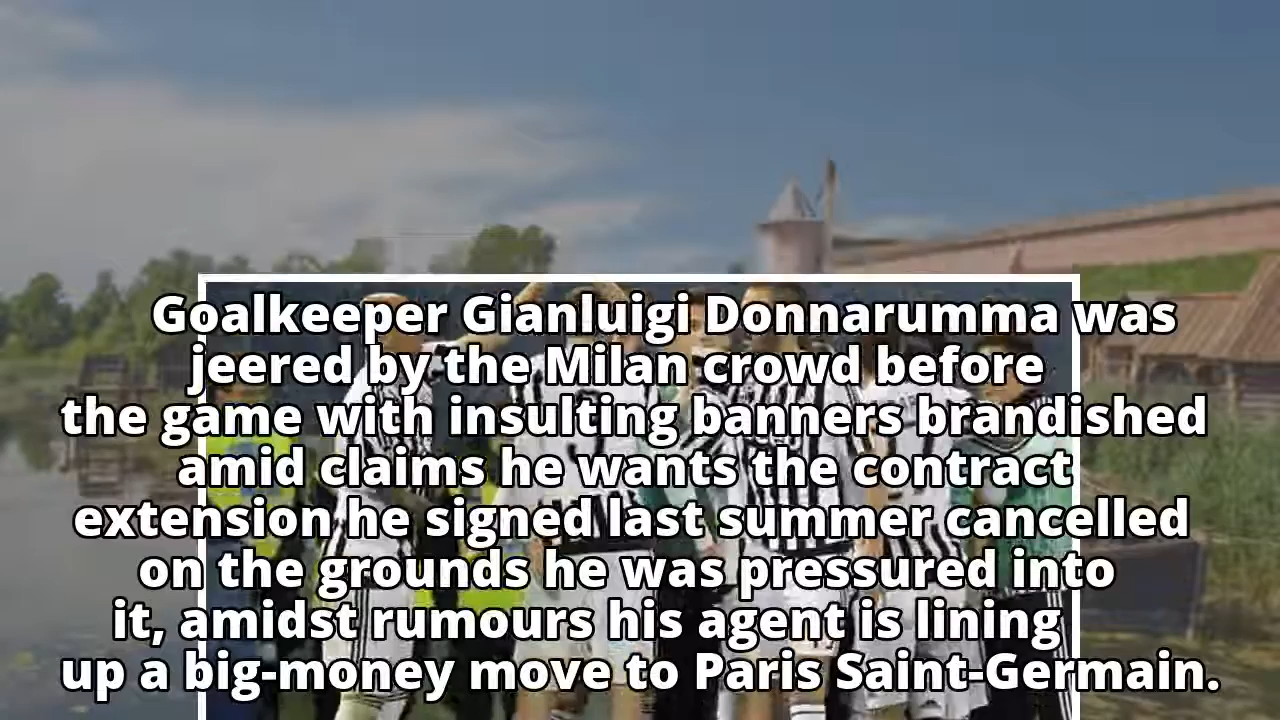 Goalkeeper Gianluigi Donnarumma was
jeered by the Milan crowd before
the game with insulting banners brandished
amid claims he wants the contract
extension he signed last summer cancelled
on the grounds he was pressured into
it, amidst rumours his agent is lining
up a big-money move to Paris Saint-Germain.